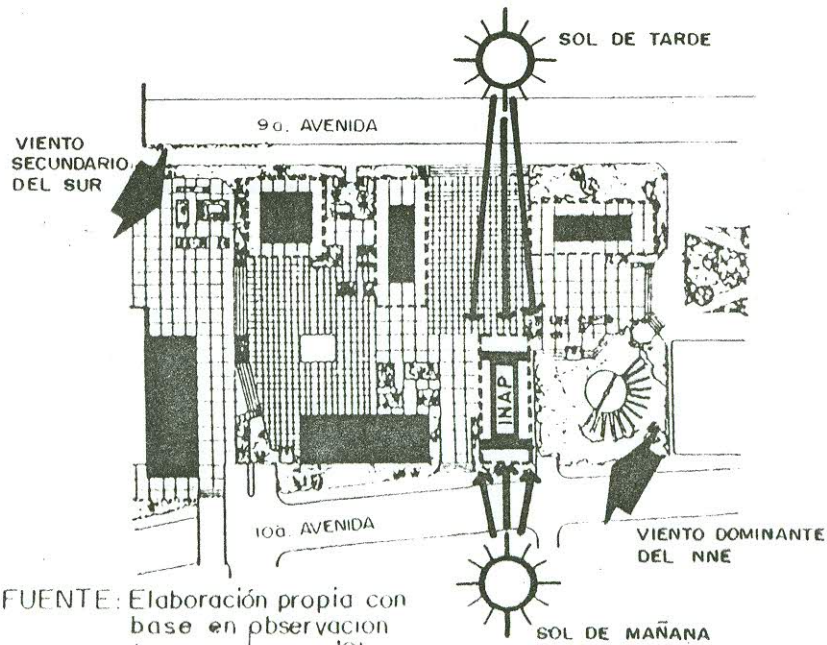 SOL DE TARDE
9a. AVENIDA
VIENTO
SECUNDARIO
DEL SUR
INAP
10a. AVENIDA
VIENTO DOMINANTE
DEL NNE
FUENTE: Elaboración propia con
base en observacion
SOL DE MAÑANA